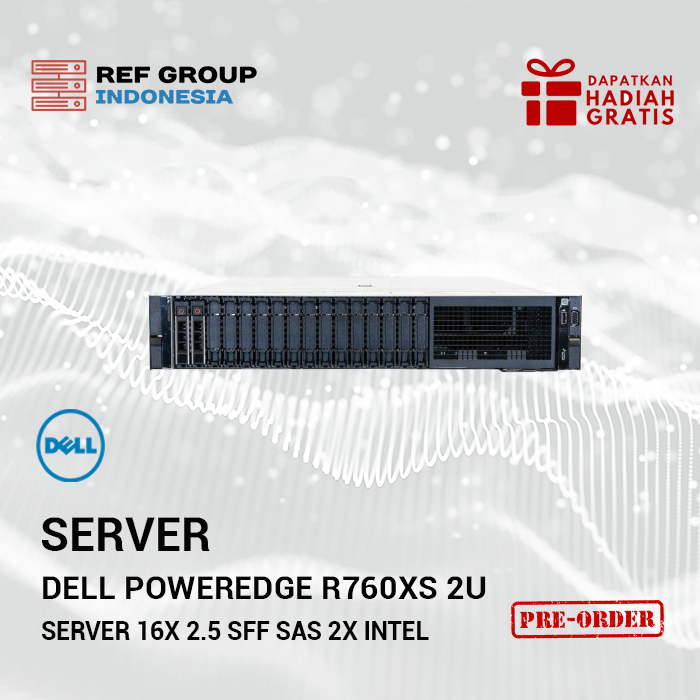 REF GROUP
INDONESIA
DAPATKAN
HADIAH
GRATIS
DELL
SERVER
DELL POWEREDGE R760XS 2U
SERVER 16X 2.5 SFF SAS 2X INTEL
PRE-ORDER